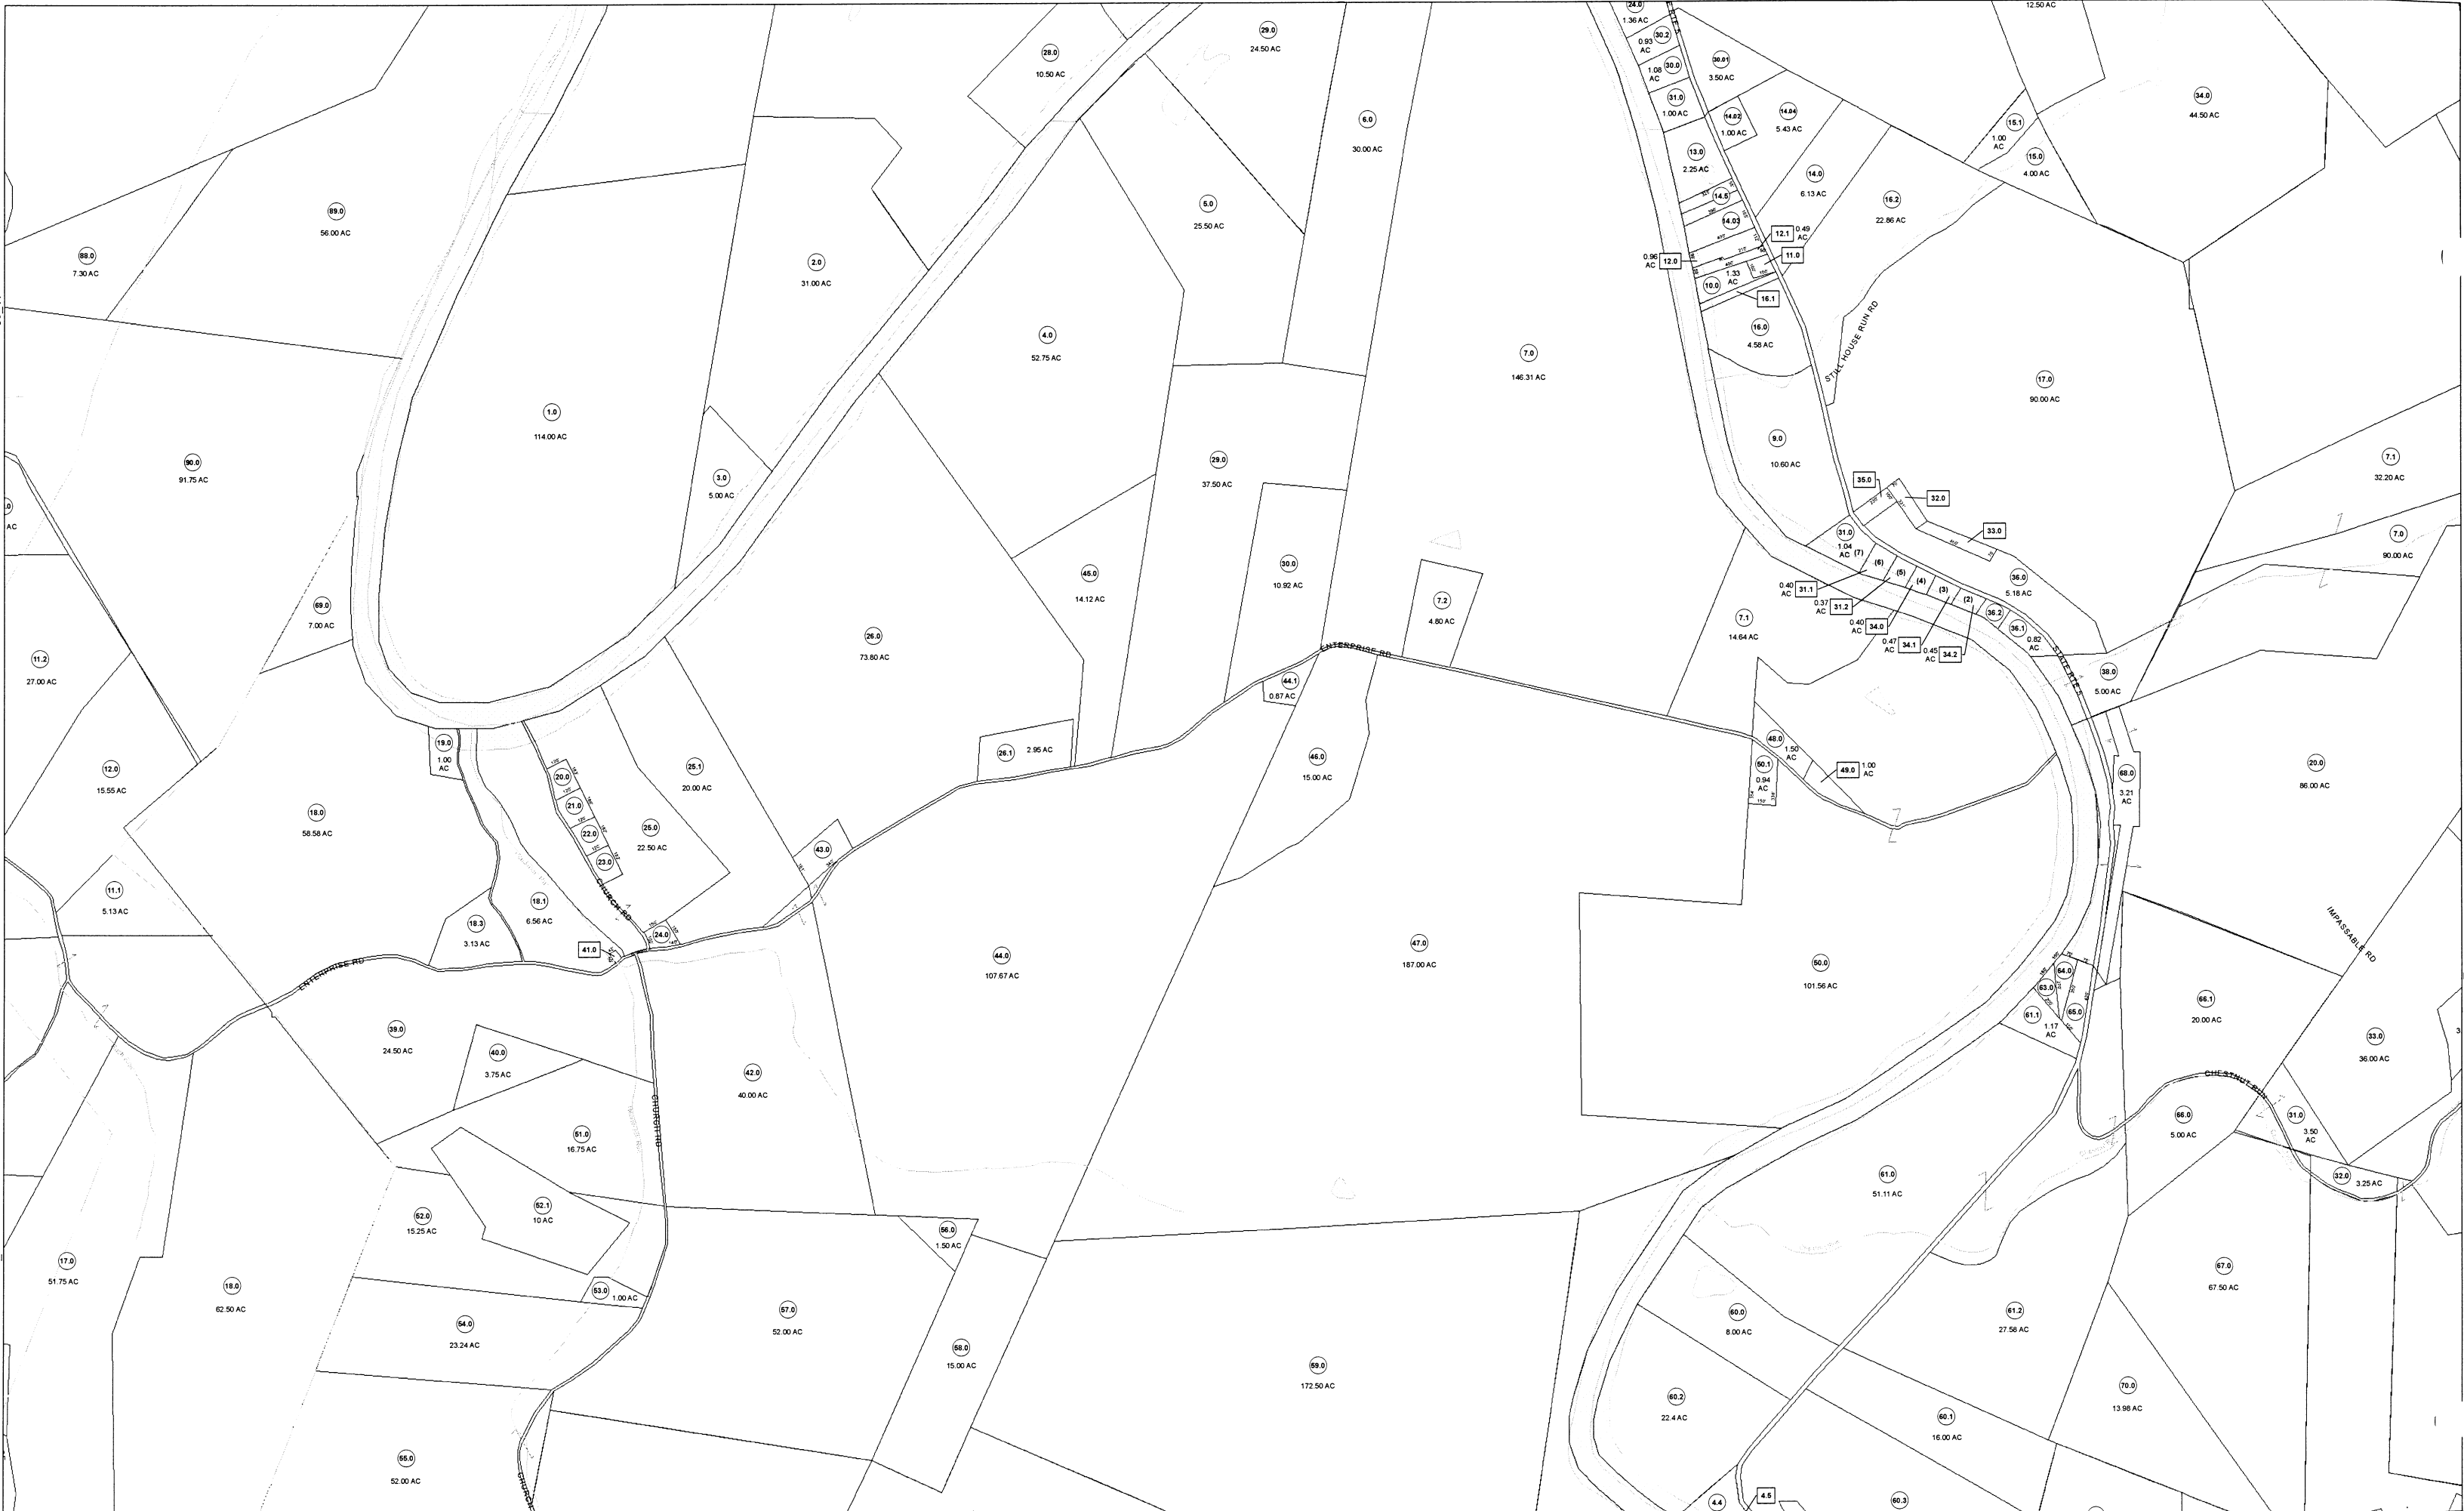 24.0
1.36 AC
12.50 AC
29.0
24.50 AC
30.2
0.93
AC
28.0
10.50 AC
30.01
3.50 AC
1.08
AC
30.0
34.0
44.50 AC
31.0
1.00 AC
14.02
1.00 AC
14.04
5.43 AC
6.0
30.00 AC
15.1
1.00
AC
13.0
2.25 AC
15.0
4.00 AC
14.0
6.13 AC
16.2
22.86 AC
14.5
89.0
56.00 AC
5.0
25.50 AC
14.03
12.1
0.49
AC
88.0
7.30 AC
2.0
31.00 AC
0.96
AC
12.0
11.0
1.33
AC
10.0
16.1
16.0
4.58 AC
STILL HOUSE RUN RD
4.0
52.75 AC
7.0
146.31 AC
17.0
90.00 AC
1.0
114.00 AC
9.0
10.60 AC
90.0
91.75 AC
29.0
37.50 AC
7.1
32.20 AC
3.0
5.00 AC
35.0
32.0
AC
33.0
31.0
1.04
AC
(7)
7.0
90.00 AC
(6)
(5)
(4)
(3)
(2)
36.0
5.18 AC
45.0
14.12 AC
30.0
10.92 AC
0.40
AC
31.1
0.37
AC
31.2
0.40
AC
34.0
0.47
AC
34.1
0.45
AC
34.2
36.2
36.1
0.82
AC
69.0
7.00 AC
7.2
4.80 AC
7.1
14.64 AC
26.0
73.80 AC
ENTERPRISE RD
STATE RTE 5
11.2
27.00 AC
44.1
0.87 AC
38.0
5.00 AC
19.0
1.00
AC
26.1
2.95 AC
48.0
1.50
AC
46.0
15.00 AC
12.0
15.55 AC
20.0
25.1
20.00 AC
50.1
0.94
AC
150'
49.0
1.00
AC
68.0
3.21
AC
20.0
86.00 AC
21.0
18.0
58.58 AC
22.0
25.0
22.50 AC
23.0
43.0
11.1
5.13 AC
CHURCH RD
18.1
6.56 AC
18.3
3.13 AC
24.0
41.0
IMPASSABLE RD
ENTERPRISE RD
44.0
107.67 AC
47.0
187.00 AC
50.0
101.56 AC
64.0
63.0
65.0
61.1
1.17
AC
66.1
20.00 AC
39.0
24.50 AC
33.0
36.00 AC
40.0
3.75 AC
42.0
40.00 AC
CHESTNUT RUN
CHURCH RD
66.0
5.00 AC
31.0
3.50
AC
51.0
16.75 AC
61.0
51.11 AC
32.0
3.25 AC
52.1
10 AC
52.0
15.25 AC
56.0
1.50 AC
17.0
51.75 AC
67.0
67.50 AC
18.0
62.50 AC
53.0
1.00 AC
57.0
52.00 AC
60.0
8.00 AC
61.2
27.58 AC
54.0
23.24 AC
58.0
15.00 AC
59.0
172.50 AC
60.2
22.4 AC
70.0
13.98 AC
60.1
16.00 AC
55.0
52.00 AC
CHURCH
4.4
4.5
60.3